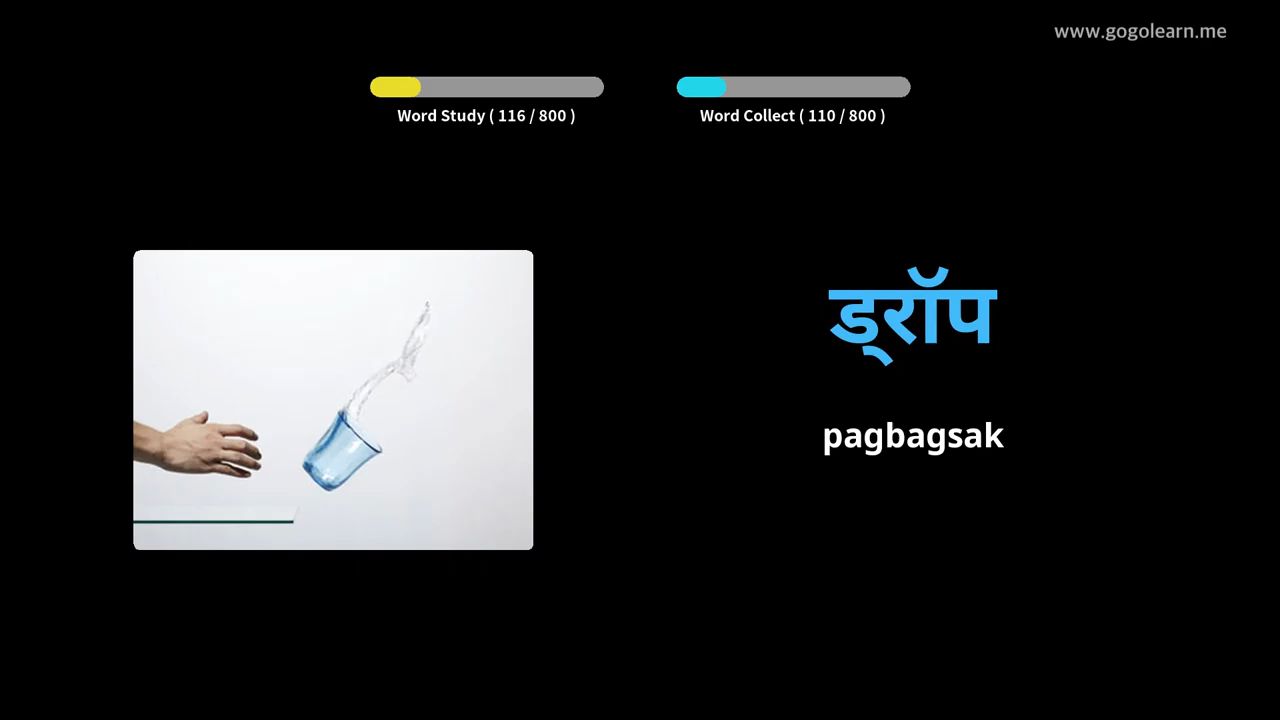 www.gogolearn.me
Word Study ( 116 / 800 )
Word Collect ( 110 / 800 )
ड्रॉप
pagbagsak